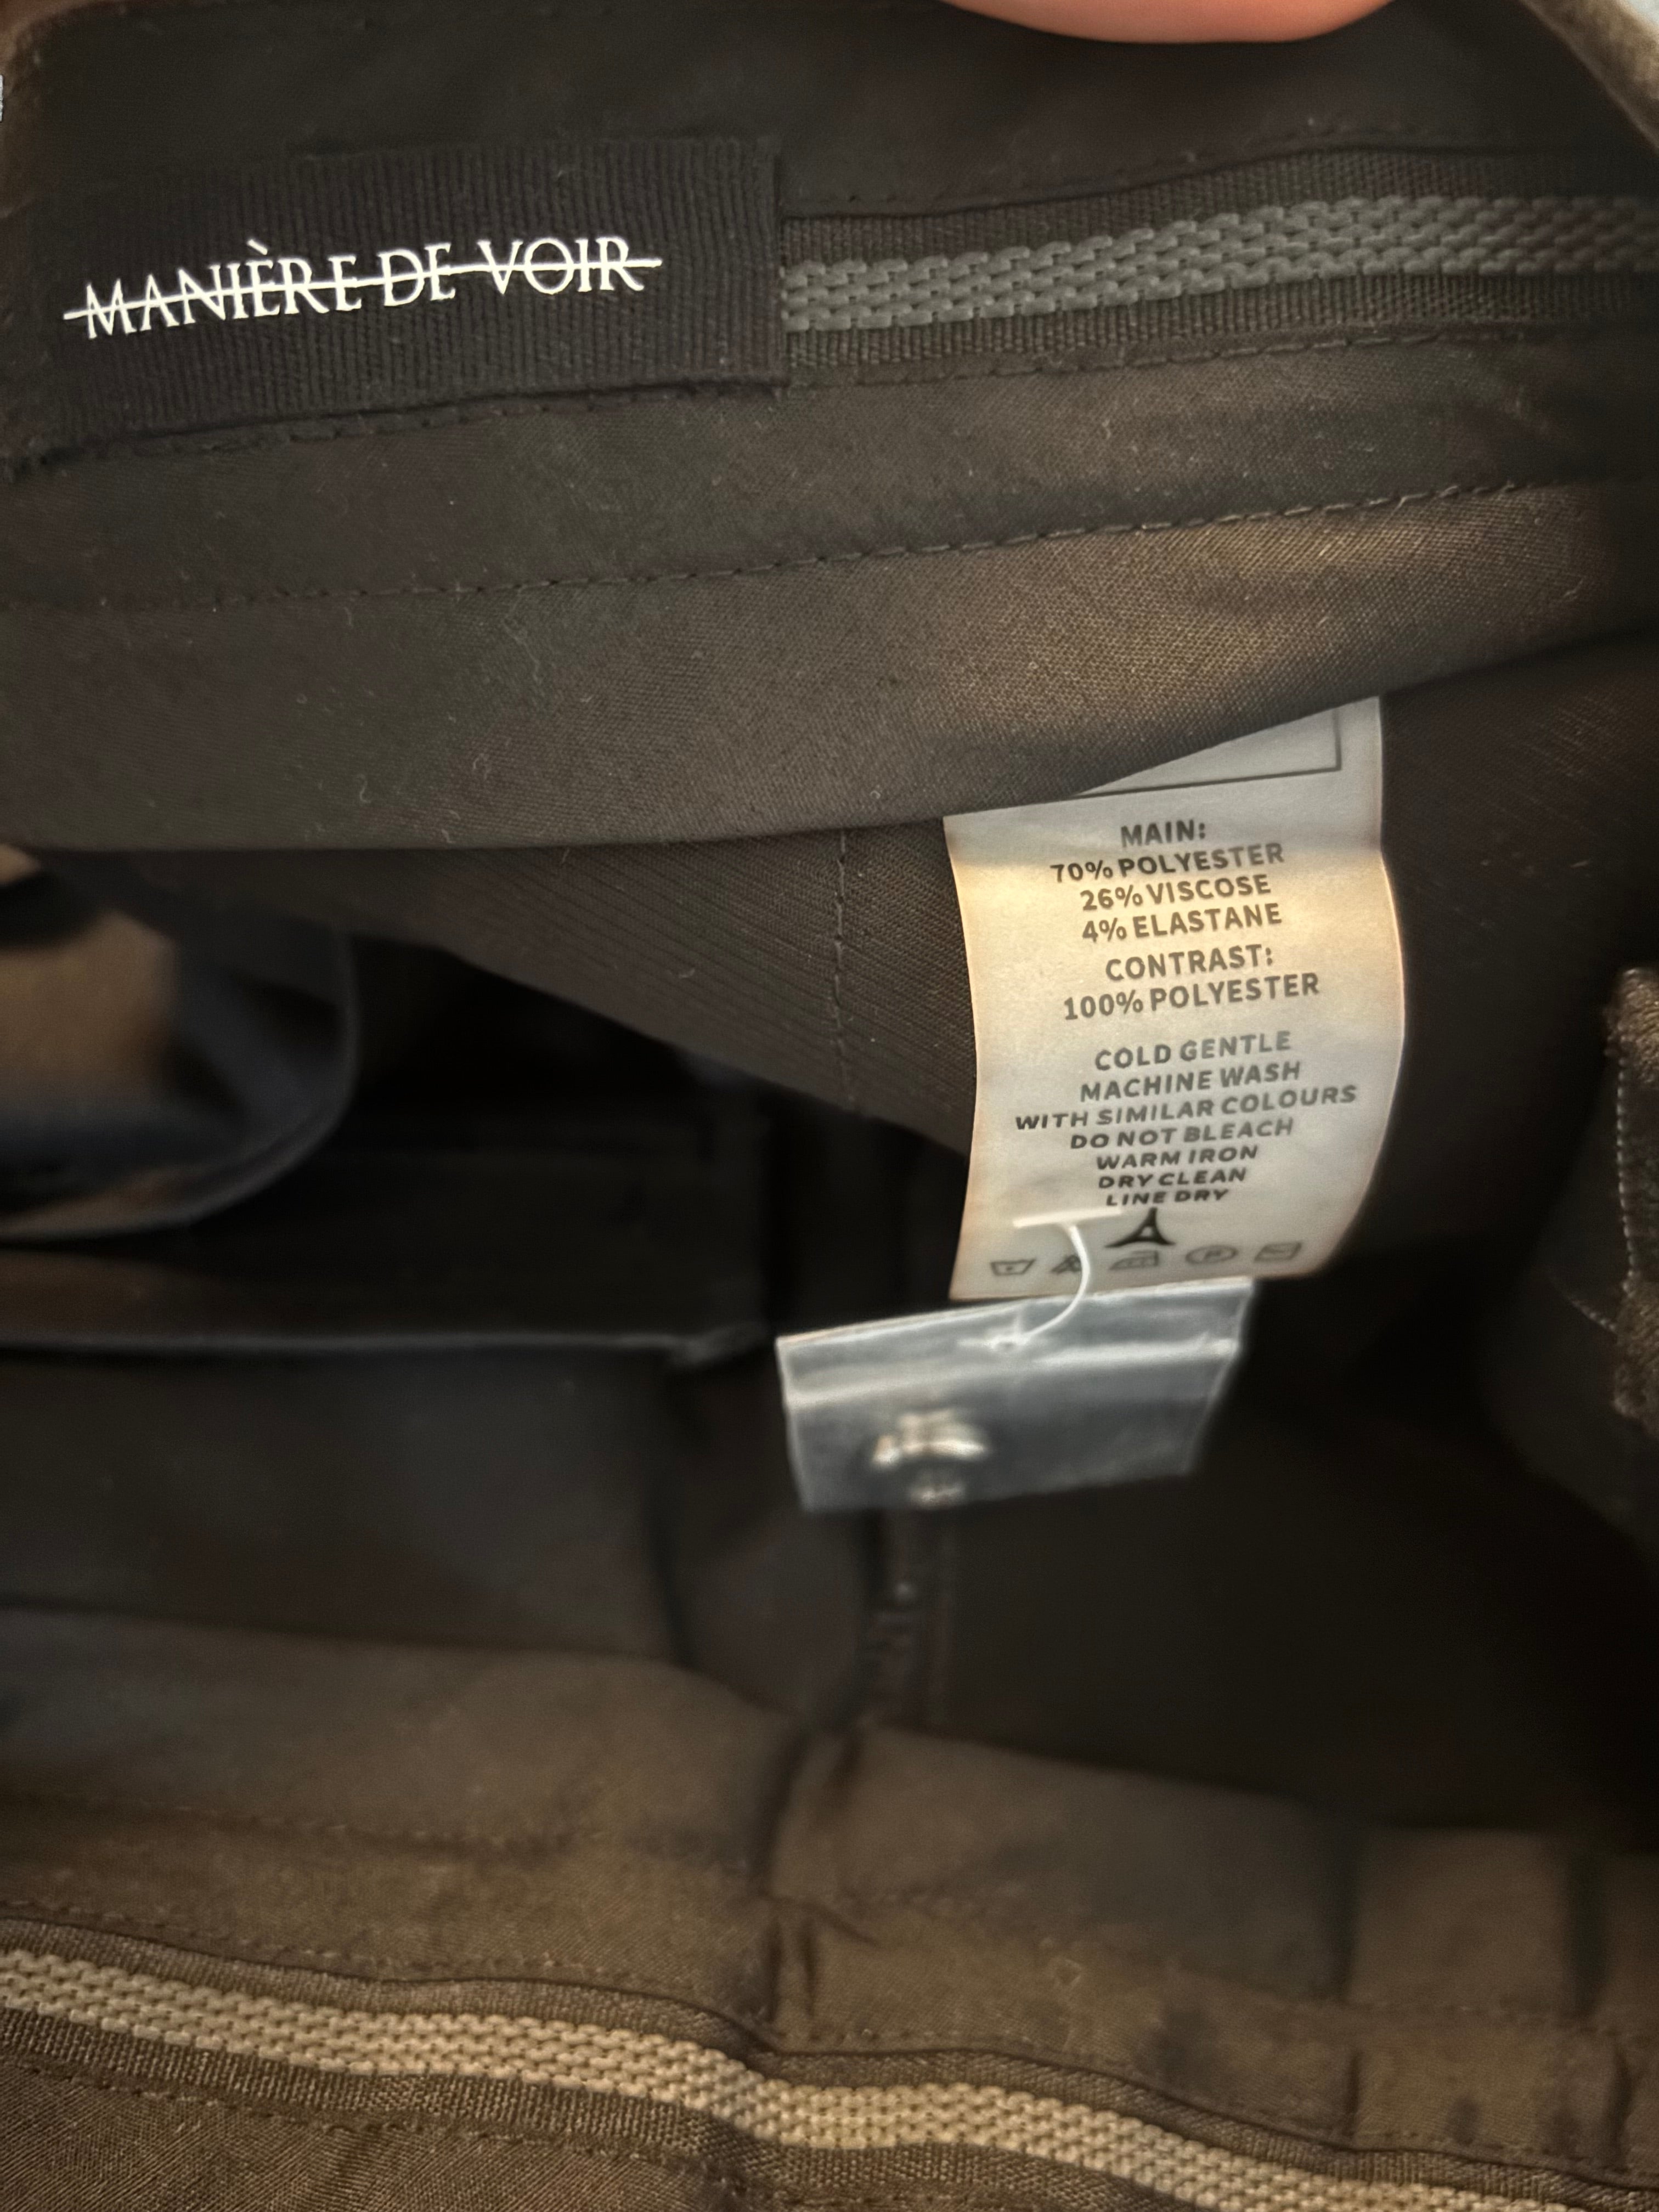 MANIÈRE DE VOIR
MAIN:
70% POLYESTER
26% VISCOSE
4% ELASTANE
CONTRAST:
100% POLYESTER
COLD GENTLE
MACHINE WASH
WITH SIMILAR COLOURS
DO NOT BLEACH
WARM IRON
DRY CLEAN
LINE DRY